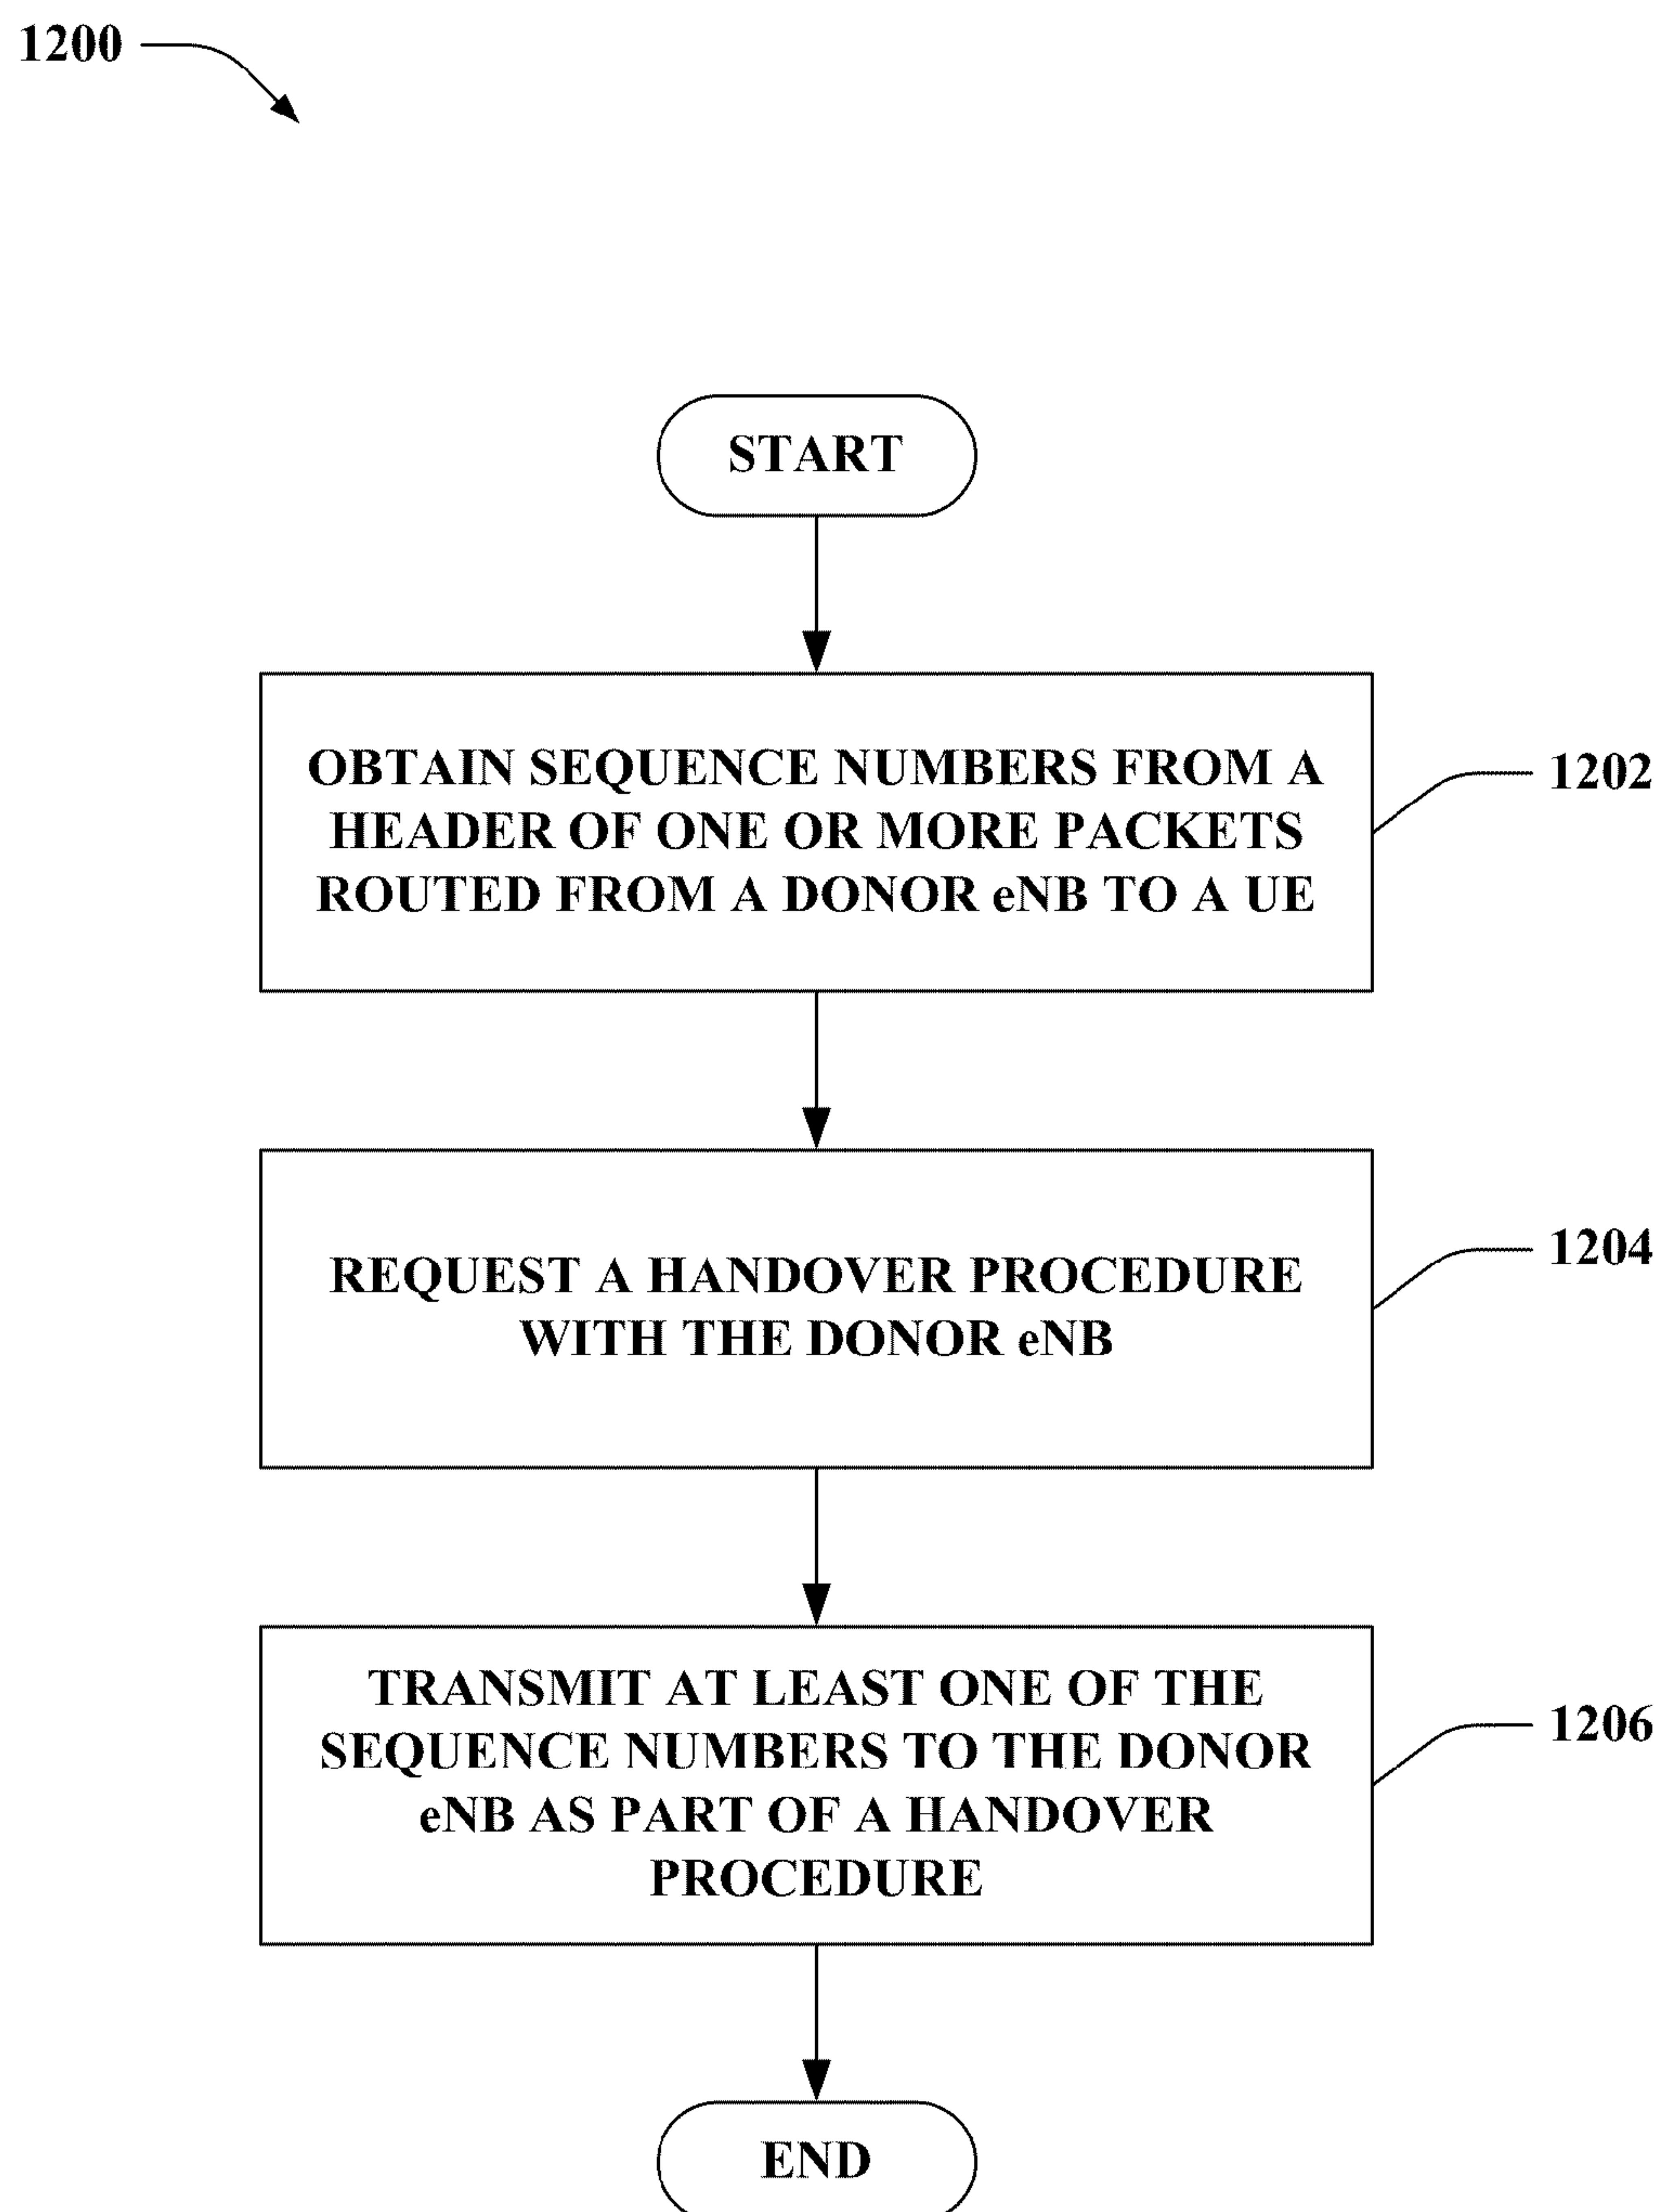 1200
START
OBTAIN SEQUENCE NUMBERS FROM A
HEADER OF ONE OR MORE PACKETS
ROUTED FROM A DONOR eNB TO A UE
1202
REQUEST A HANDOVER PROCEDURE
WITH THE DONOR eNB
1204
TRANSMIT AT LEAST ONE OF THE
SEQUENCE NUMBERS TO THE DONOR
eNB AS PART OF A HANDOVER
PROCEDURE
1206
END